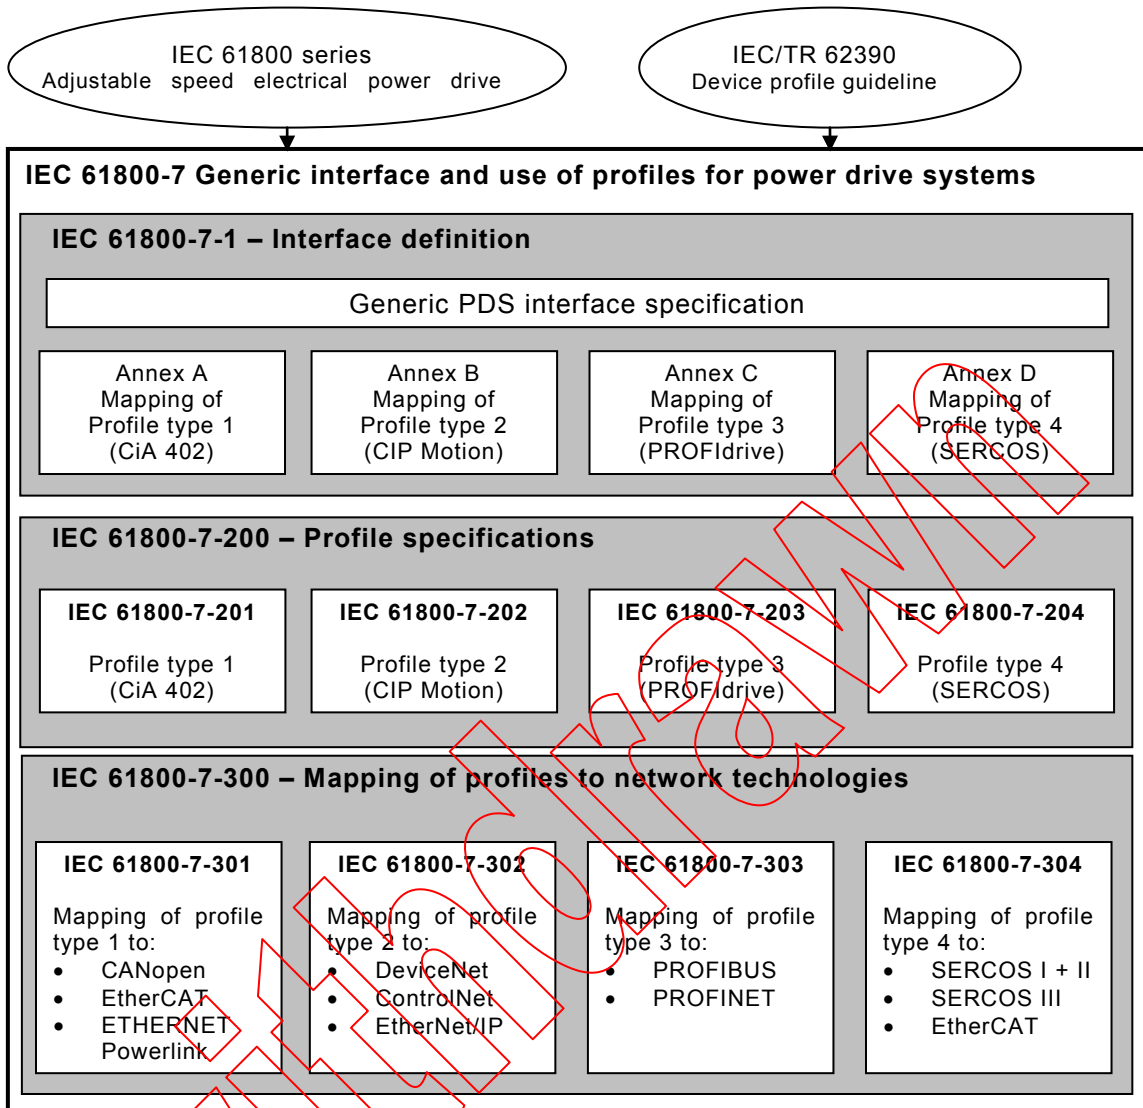 IEC 61800 series
Adjustable speed electrical power drive
IEC/TR 62390
Device profile guideline
IEC 61800-7 Generic interface and use of profiles for power drive systems
IEC 61800-7-1 – Interface definition
Generic PDS interface specification
Annex A
Mapping of
Profile type 1
(CiA 402)
Annex B
Mapping of
Profile type 2
(CIP Motion)
Annex C
Mapping of
Profile type 3
(PROFIdrive)
Annex D
Mapping of
Profile type 4
(SERCOS)
IEC 61800-7-200 – Profile specifications
IEC 61800-7-201
Profile type 1
(CiA 402)
IEC 61800-7-202
Profile type 2
(CIP Motion)
IEC 61800-7-203
Profile type 3
(PROFIdrive)
IEC 61800-7-204
Profile type 4
(SERCOS)
IEC 61800-7-300 – Mapping of profiles to network technologies
IEC 61800-7-301
Mapping of profile
type 1 to:
• CANopen
• EtherCAT
• ETHERNET
Powerlink
IEC 61800-7-302
Mapping of profile
type 2 to:
• DeviceNet
• ControlNet
• EtherNet/IP
IEC 61800-7-303
Mapping of profile
type 3 to:
• PROFIBUS
• PROFINET
IEC 61800-7-304
Mapping of profile
type 4 to:
• SERCOS I + II
• SERCOS III
• EtherCAT